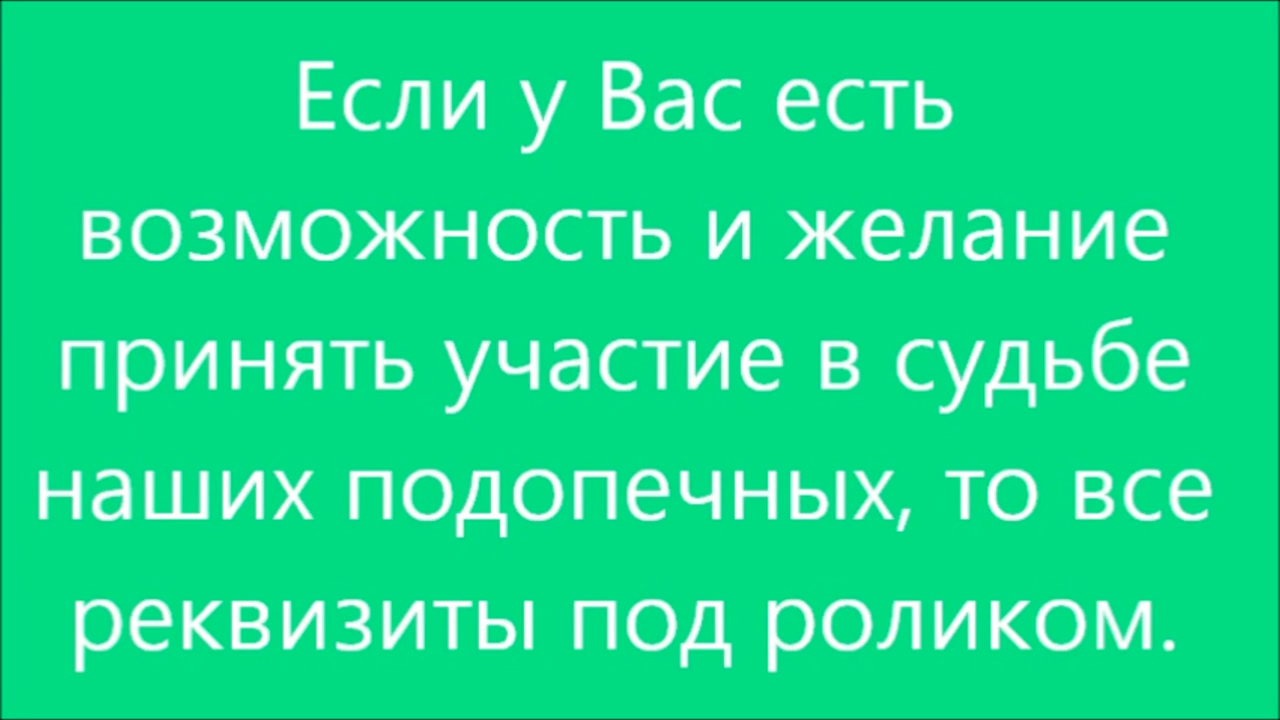 Если у Вас есть
возможность и желание
принять участие в судьбе
наших подопечных, то все
реквизиты под роликом.